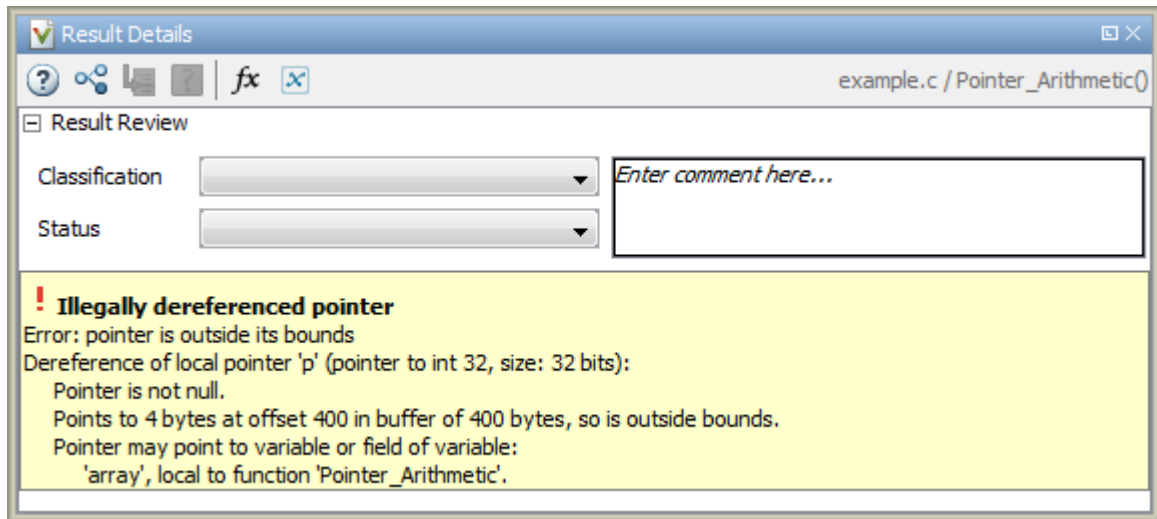 Result Details
? ? fx x example.c / Pointer_Arithmetic()
Result Review
Classification
Enter comment here...
Status
! Illegally dereferenced pointer
Error: pointer is outside its bounds
Dereference of local pointer 'p' (pointer to int 32, size: 32 bits):
Pointer is not null.
Points to 4 bytes at offset 400 in buffer of 400 bytes, so is outside bounds.
Pointer may point to variable or field of variable:
'array', local to function 'Pointer_Arithmetic'.